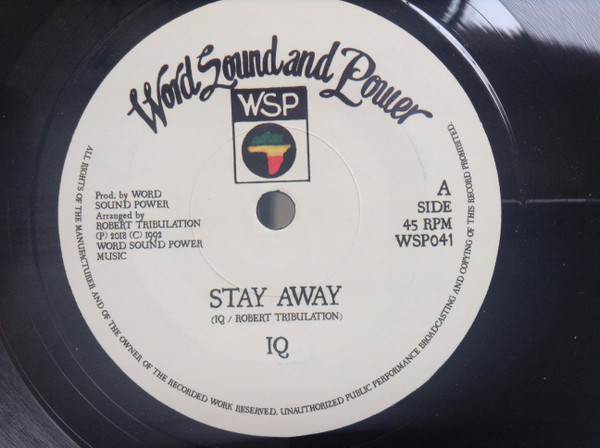 Word Sound and Power
WSP
Prod. by WORD
SOUND POWER
Arranged by
ROBERT TRIBULATION
(P) 2018 (C) 1992
WORD SOUND POWER
MUSIC
A
SIDE
45 RPM
WSP041
STAY AWAY
(IQ / ROBERT TRIBULATION)
IQ
ALL RIGHTS OF THE MANUFACTURER AND OF THE OWNER OF THE RECORDED WORK RESERVED. UNAUTHORIZED PUBLIC PERFORMANCE BROADCASTING AND COPYING OF THIS RECORD PROHIBITED.